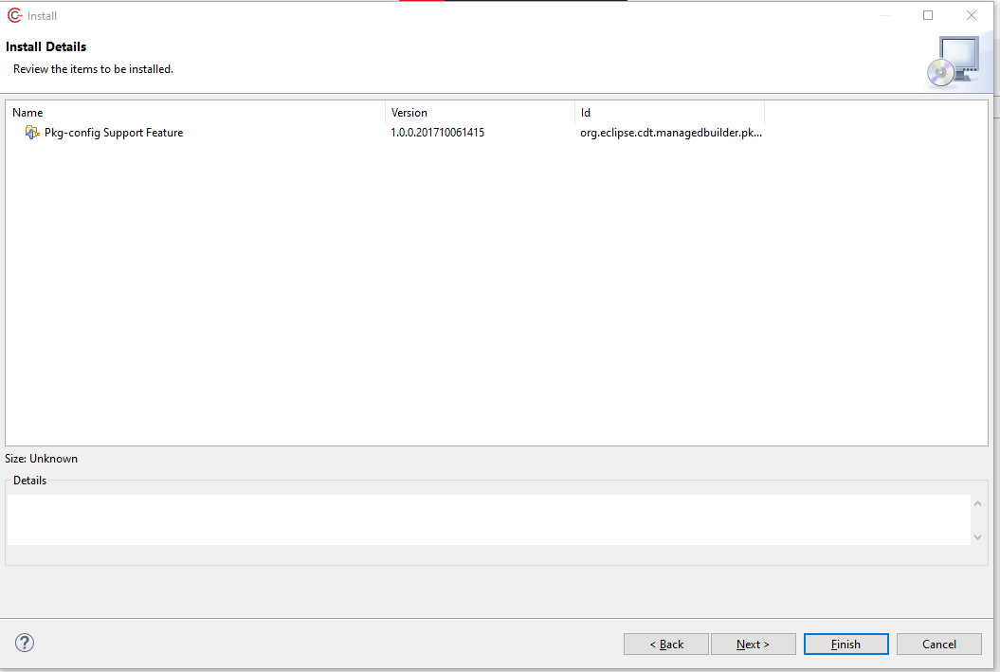 Install
Install Details
Review the items to be installed.
Name Version Id
Pkg-config Support Feature 1.0.0.201710061415 org.eclipse.cdt.managedbuilder.pk...
Size: Unknown
Details
? < Back Next > Finish Cancel